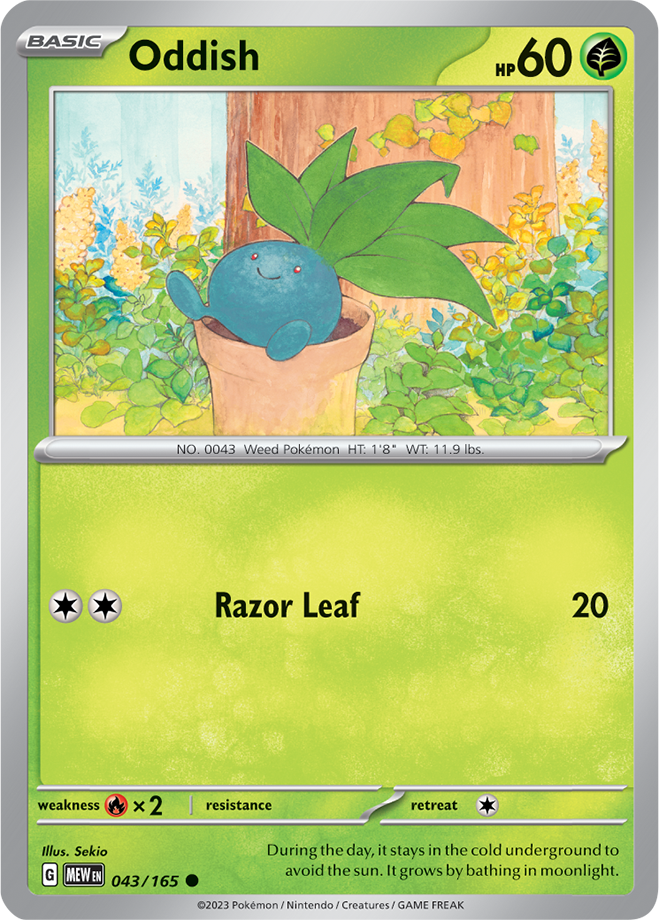 BASIC Oddish HP 60
NO. 0043 Weed Pokémon HT: 1'8" WT: 11.9 lbs.
Razor Leaf 20
weakness ×2 resistance retreat
Illus. Sekio
G MEW EN 043/165
During the day, it stays in the cold underground to
avoid the sun. It grows by bathing in moonlight.
©2023 Pokémon / Nintendo / Creatures / GAME FREAK